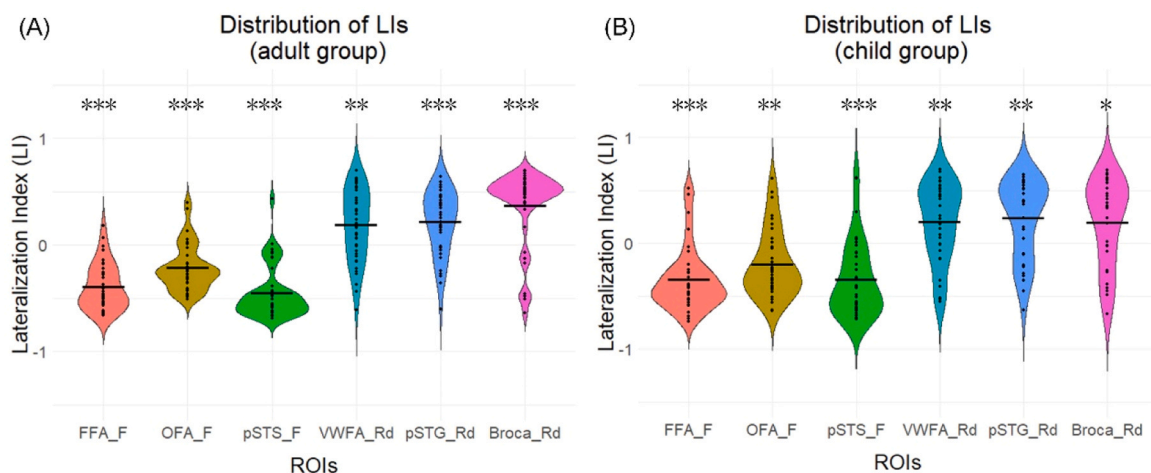 (A)
Distribution of LIs
(adult group)
*** *** *** ** *** ***
Lateralization Index (LI)
1
0
-1
FFA_F OFA_F pSTS_F VWFA_Rd pSTG_Rd Broca_Rd
ROIs
(B)
Distribution of LIs
(child group)
*** ** *** ** ** *
Lateralization Index (LI)
1
0
-1
FFA_F OFA_F pSTS_F VWFA_Rd pSTG_Rd Broca_Rd
ROIs